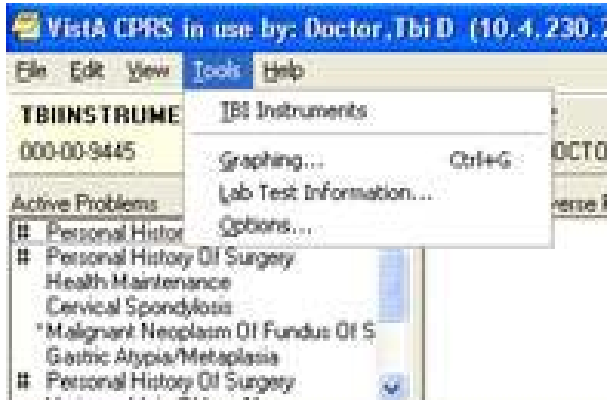 VistA CPRS in use by: Doctor,Tbi D (10.4.230.
File Edit View Tools Help
TBIINSTRUME
TBI Instruments
000-00-9445
Graphing... Ctrl+G
OCTO
Active Problems
Lab Test Information...
verse
# Personal Histor
Options...
# Personal History Of Surgery
Health Maintenance
Cervical Spondylosis
*Malignant Neoplasm Of Fundus Of S
Gastric Atypia/Metaplasia
# Personal History Of Surgery